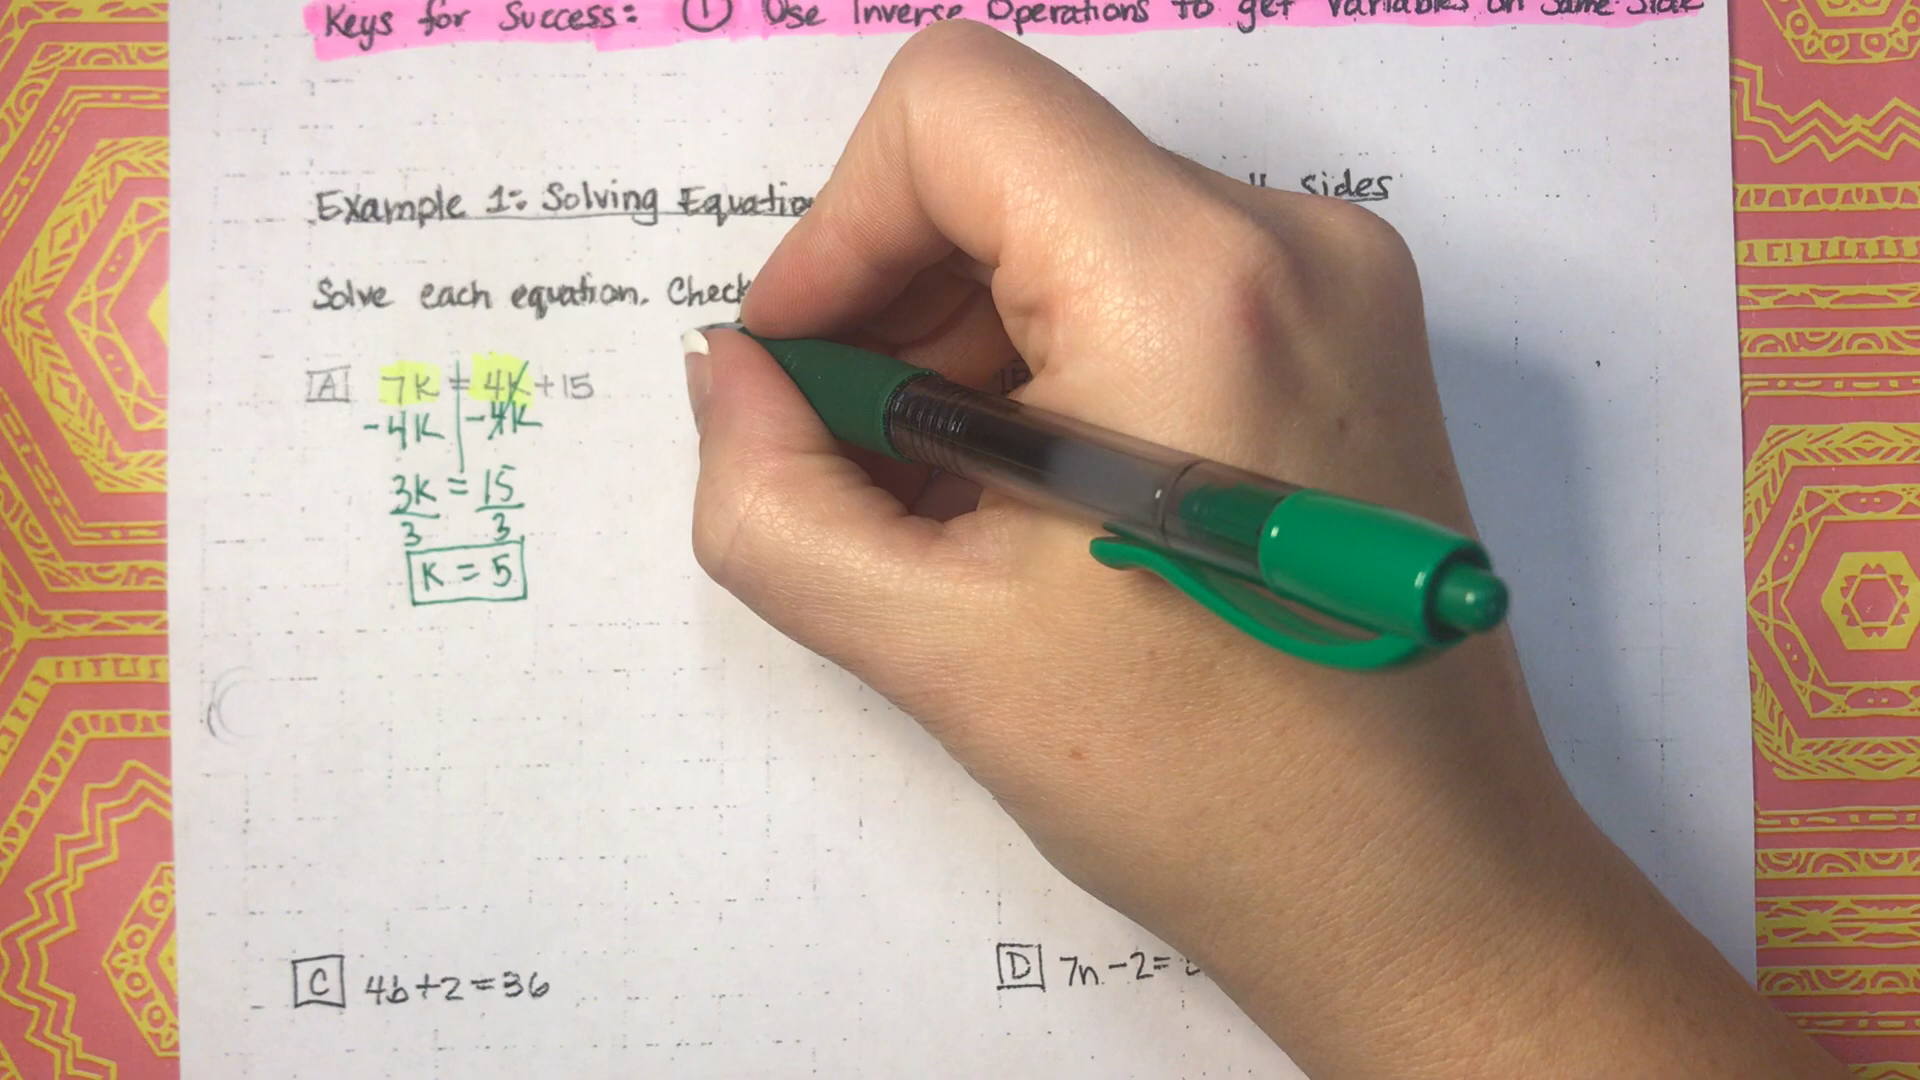 Keys for Success: ① Use Inverse Operations to get variables on same side
Example 1: Solving Equatio sides
Solve each equation. Check
A 7K = 4K + 15
-4K -4K
3K = 15
3 3
K = 5
C 4b + 2 = 36
D 7n - 2 =